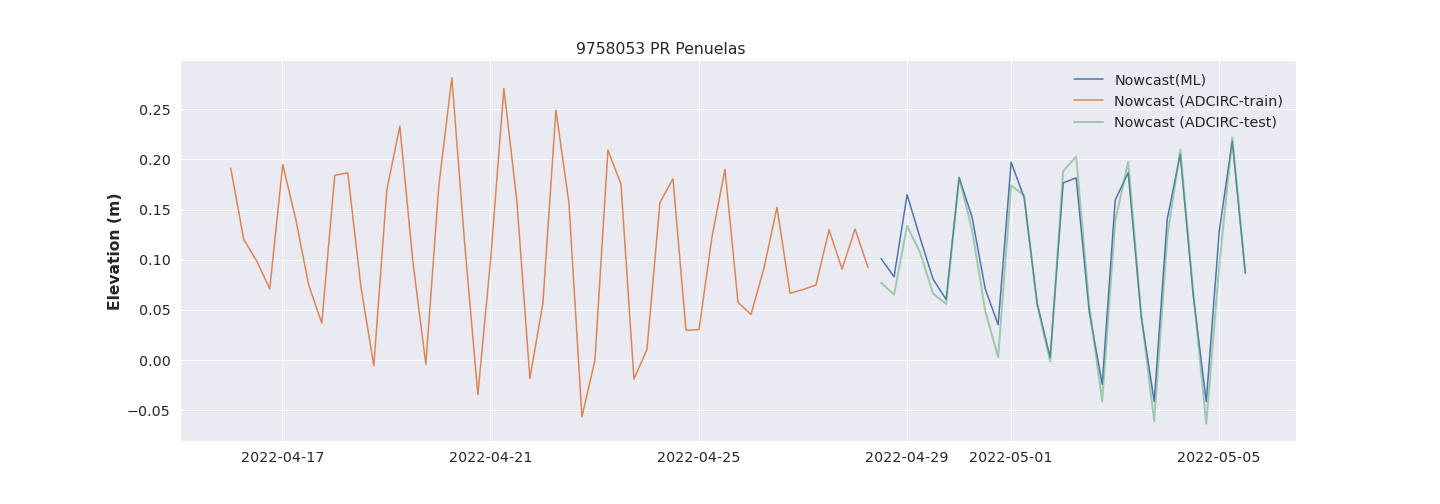 9758053 PR Penuelas
Nowcast(ML)
Nowcast (ADCIRC-train)
Nowcast (ADCIRC-test)
Elevation (m)
0.25
0.20
0.15
0.10
0.05
0.00
−0.05
2022-04-17 2022-04-21 2022-04-25 2022-04-29 2022-05-01 2022-05-05